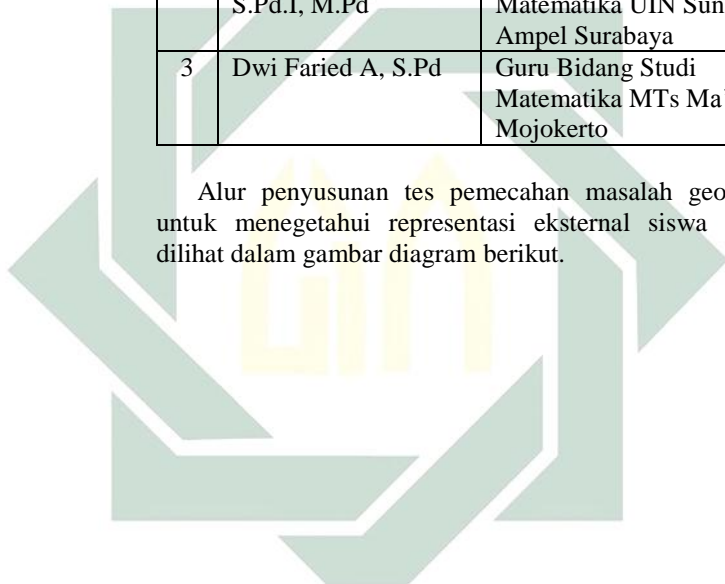 S.Pd.I, M.Pd
Matematika UIN Sun
Ampel Surabaya
3 Dwi Faried A, S.Pd Guru Bidang Studi
Matematika MTs Ma'
Mojokerto
Alur penyusunan tes pemecahan masalah geo
untuk menegetahui representasi eksternal siswa
dilihat dalam gambar diagram berikut.